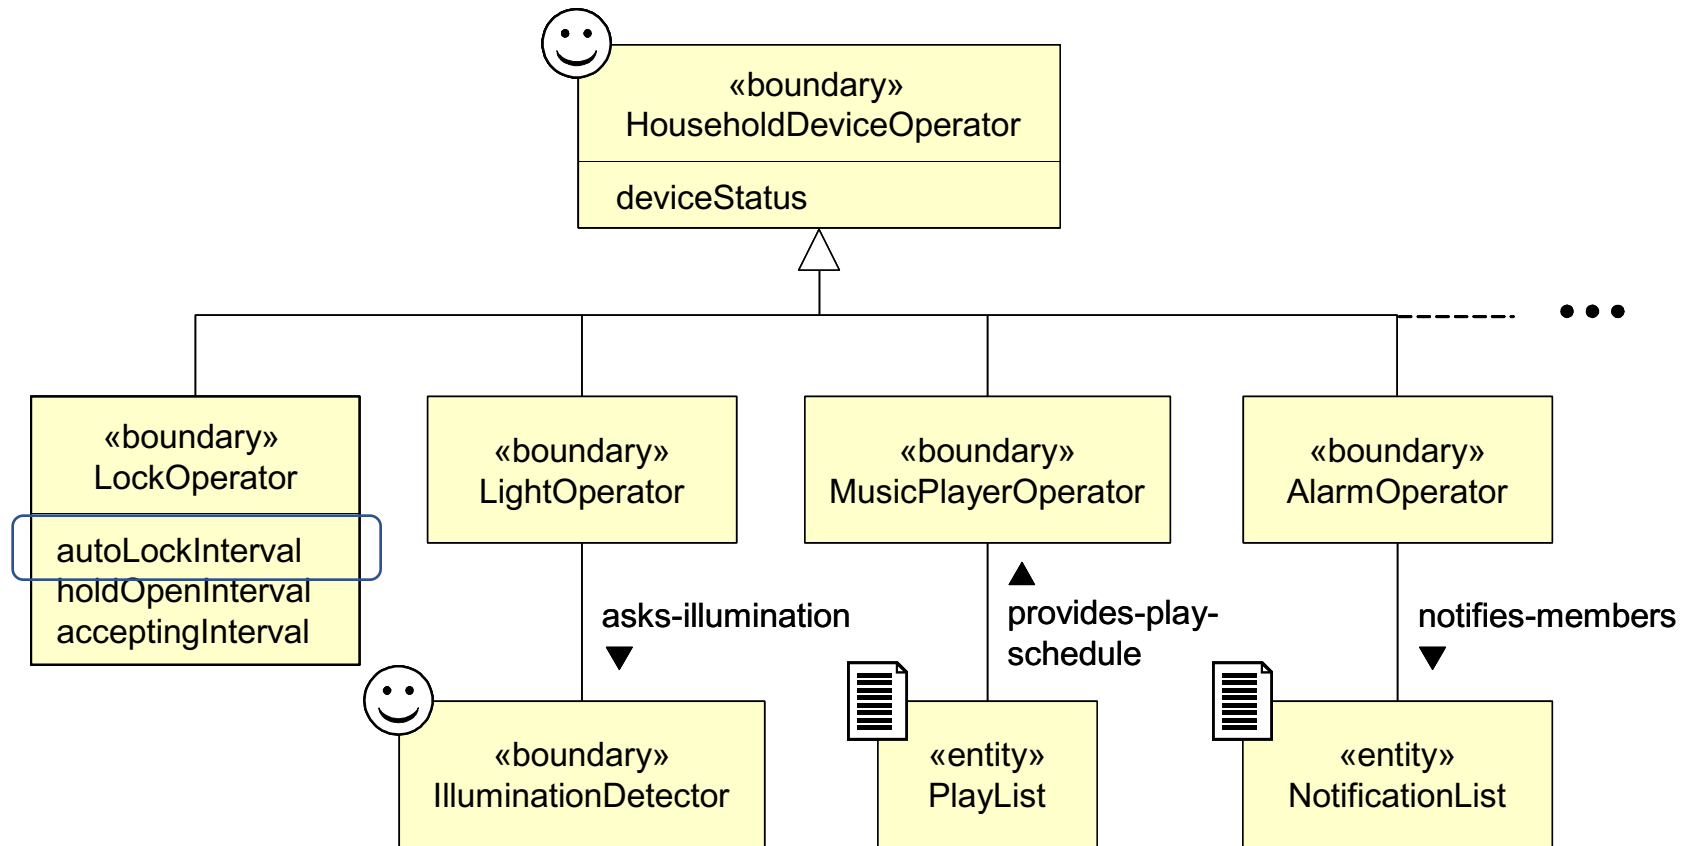 «boundary»
HouseholdDeviceOperator
deviceStatus
«boundary»
LockOperator
autoLockInterval
holdOpenInterval
acceptingInterval
«boundary»
LightOperator
«boundary»
MusicPlayerOperator
«boundary»
AlarmOperator
asks-illumination
provides-play-
schedule
notifies-members
«boundary»
IlluminationDetector
«entity»
PlayList
«entity»
NotificationList